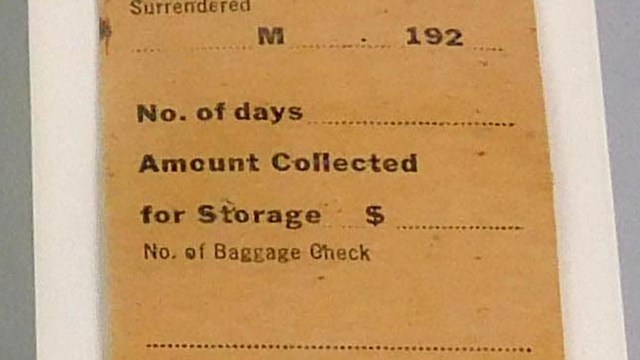 Surrendered
M. 192
No. of days
Amount Collected
for Storage $
No. of Baggage Check